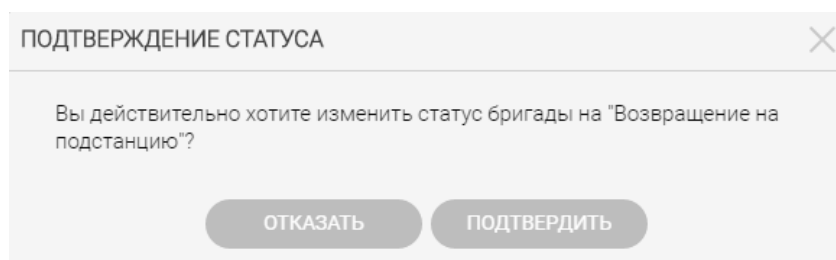 ПОДТВЕРЖДЕНИЕ СТАТУСА
Вы действительно хотите изменить статус бригады на "Возвращение на
подстанцию"?
ОТКАЗАТЬ ПОДТВЕРДИТЬ